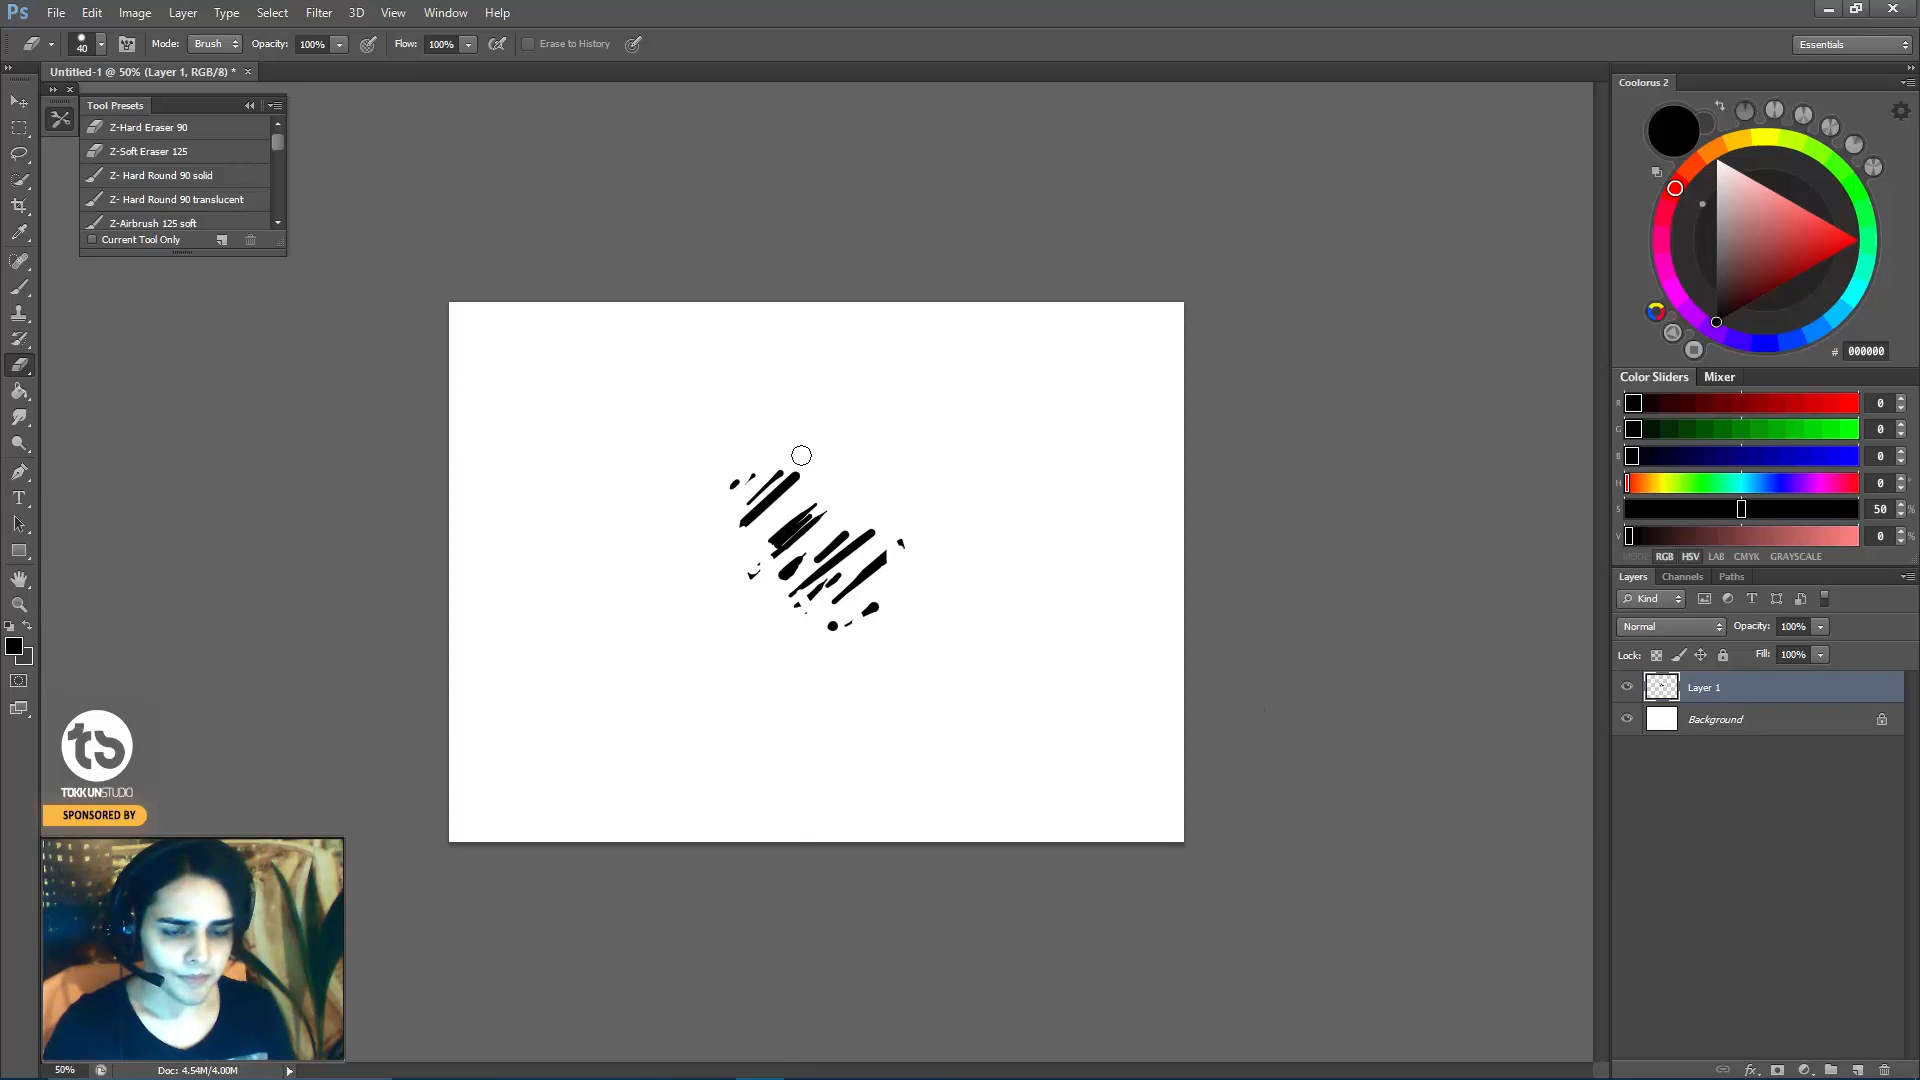 Ps File Edit Image Layer Type Select Filter 3D View Window Help
40 Mode: Brush Opacity: 100% Flow: 100% Erase to History Essentials
Untitled-1 @ 50% (Layer 1, RGB/8) * ×
Tool Presets
Z-Hard Eraser 90
Z-Soft Eraser 125
Z- Hard Round 90 solid
Z- Hard Round 90 translucent
Z-Airbrush 125 soft
Current Tool Only
Coolorus 2
# 000000
Color Sliders Mixer
R 0
G 0
B 0
H 0 °
S 50 %
V 0 %
MODE RGB HSV LAB CMYK GRAYSCALE
Layers Channels Paths
Kind
Normal Opacity: 100%
Lock: Fill: 100%
Layer 1
Background
fx
ts
TOKKUNSTUDIO
SPONSORED BY
50% Doc: 4.54M/4.00M